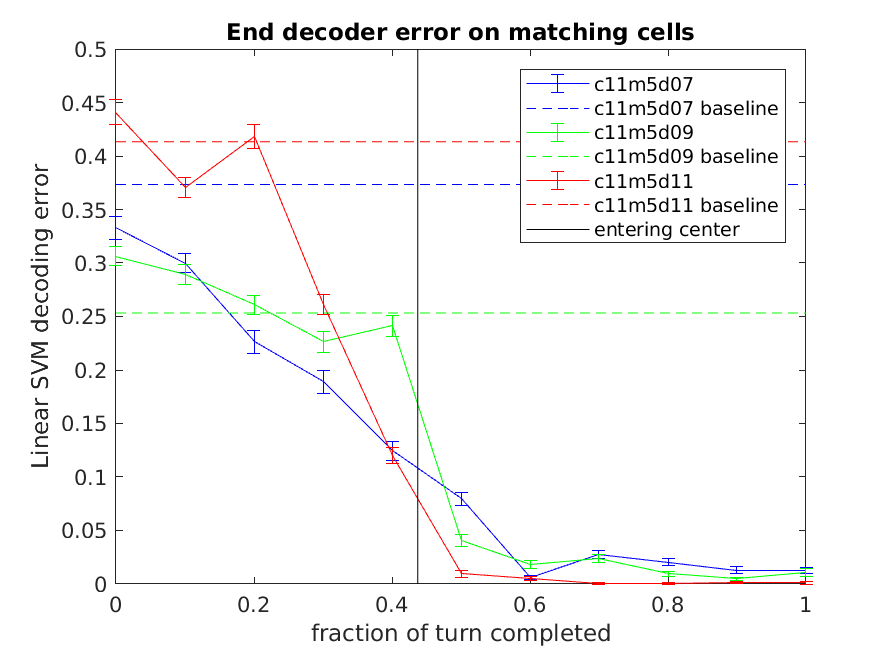 End decoder error on matching cells
Linear SVM decoding error
0.5
0.45
0.4
0.35
0.3
0.25
0.2
0.15
0.1
0.05
0
c11m5d07
c11m5d07 baseline
c11m5d09
c11m5d09 baseline
c11m5d11
c11m5d11 baseline
entering center
0 0.2 0.4 0.6 0.8 1
fraction of turn completed